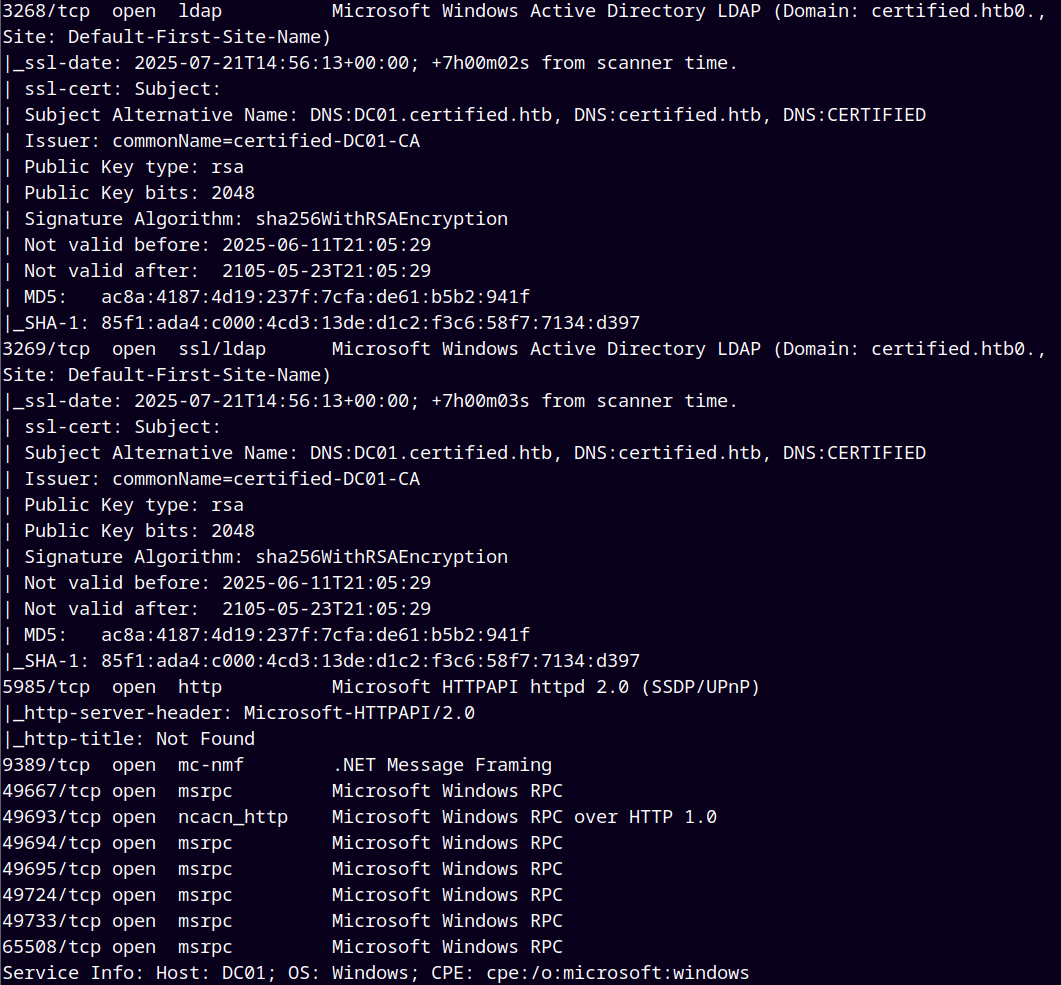 3268/tcp  open  ldap          Microsoft Windows Active Directory LDAP (Domain: certified.htb0.,
Site: Default-First-Site-Name)
|_ssl-date: 2025-07-21T14:56:13+00:00; +7h00m02s from scanner time.
| ssl-cert: Subject:
| Subject Alternative Name: DNS:DC01.certified.htb, DNS:certified.htb, DNS:CERTIFIED
| Issuer: commonName=certified-DC01-CA
| Public Key type: rsa
| Public Key bits: 2048
| Signature Algorithm: sha256WithRSAEncryption
| Not valid before: 2025-06-11T21:05:29
| Not valid after:  2105-05-23T21:05:29
| MD5:   ac8a:4187:4d19:237f:7cfa:de61:b5b2:941f
|_SHA-1: 85f1:ada4:c000:4cd3:13de:d1c2:f3c6:58f7:7134:d397
3269/tcp  open  ssl/ldap      Microsoft Windows Active Directory LDAP (Domain: certified.htb0.,
Site: Default-First-Site-Name)
|_ssl-date: 2025-07-21T14:56:13+00:00; +7h00m03s from scanner time.
| ssl-cert: Subject:
| Subject Alternative Name: DNS:DC01.certified.htb, DNS:certified.htb, DNS:CERTIFIED
| Issuer: commonName=certified-DC01-CA
| Public Key type: rsa
| Public Key bits: 2048
| Signature Algorithm: sha256WithRSAEncryption
| Not valid before: 2025-06-11T21:05:29
| Not valid after:  2105-05-23T21:05:29
| MD5:   ac8a:4187:4d19:237f:7cfa:de61:b5b2:941f
|_SHA-1: 85f1:ada4:c000:4cd3:13de:d1c2:f3c6:58f7:7134:d397
5985/tcp  open  http          Microsoft HTTPAPI httpd 2.0 (SSDP/UPnP)
|_http-server-header: Microsoft-HTTPAPI/2.0
|_http-title: Not Found
9389/tcp  open  mc-nmf        .NET Message Framing
49667/tcp open  msrpc         Microsoft Windows RPC
49693/tcp open  ncacn_http    Microsoft Windows RPC over HTTP 1.0
49694/tcp open  msrpc         Microsoft Windows RPC
49695/tcp open  msrpc         Microsoft Windows RPC
49724/tcp open  msrpc         Microsoft Windows RPC
49733/tcp open  msrpc         Microsoft Windows RPC
65508/tcp open  msrpc         Microsoft Windows RPC
Service Info: Host: DC01; OS: Windows; CPE: cpe:/o:microsoft:windows